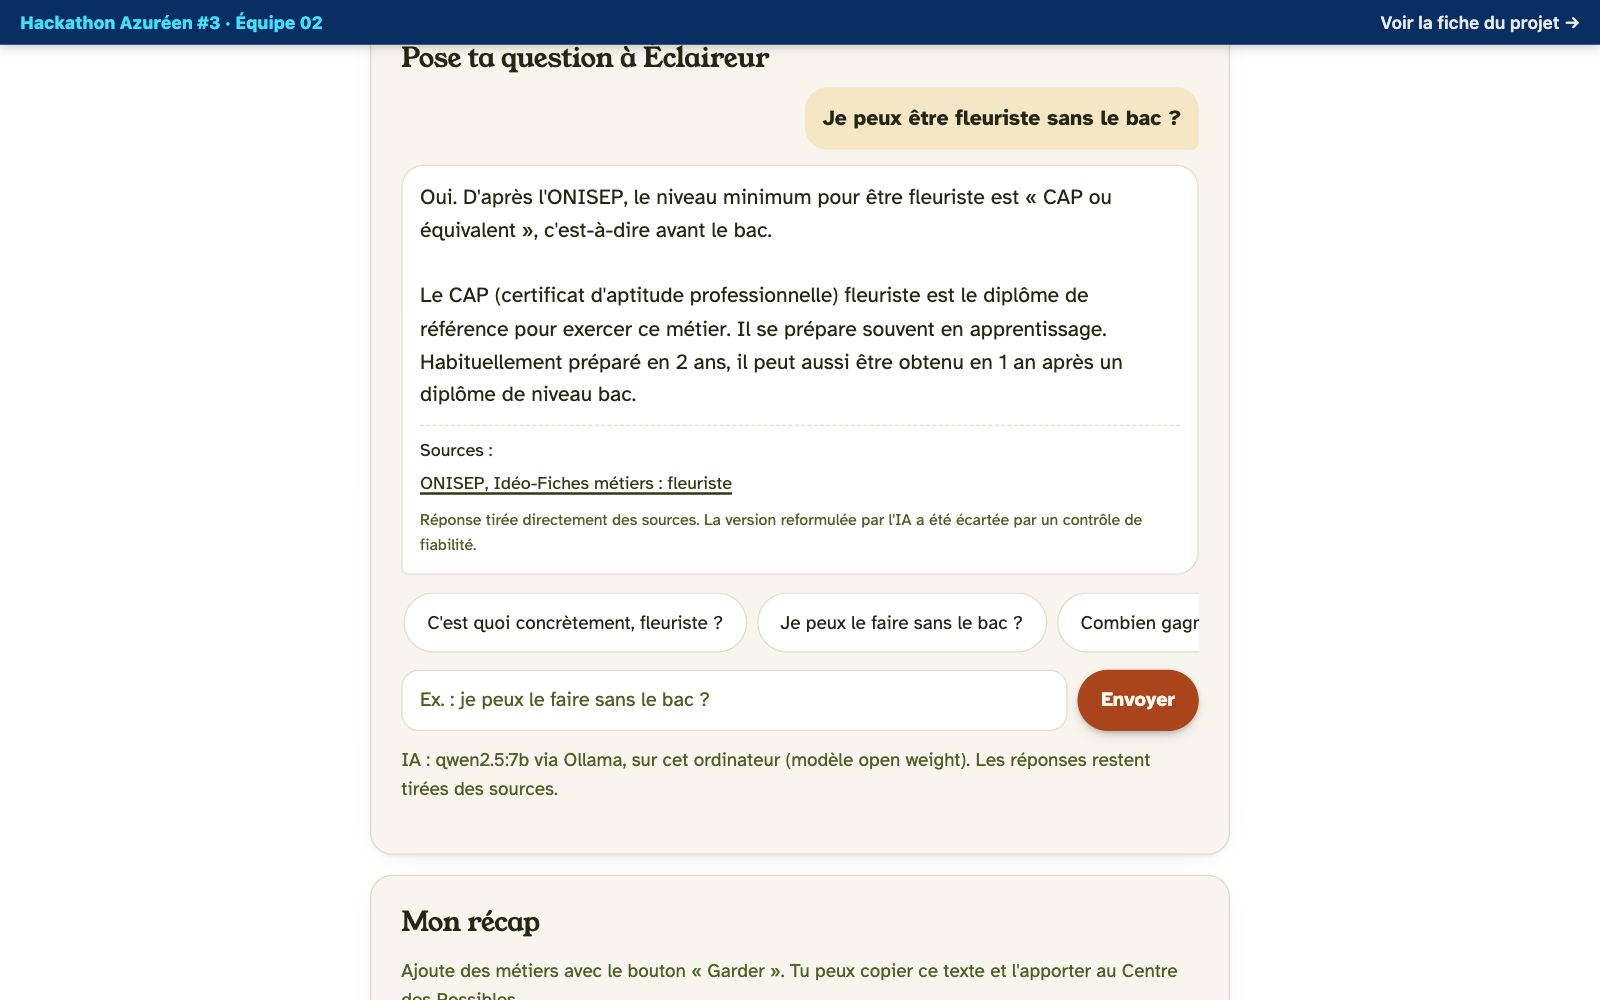 Hackathon Azuréen #3 · Équipe 02
Voir la fiche du projet →
Pose ta question à Éclaireur
Je peux être fleuriste sans le bac ?
Oui. D'après l'ONISEP, le niveau minimum pour être fleuriste est « CAP ou
équivalent », c'est-à-dire avant le bac.
Le CAP (certificat d'aptitude professionnelle) fleuriste est le diplôme de
référence pour exercer ce métier. Il se prépare souvent en apprentissage.
Habituellement préparé en 2 ans, il peut aussi être obtenu en 1 an après un
diplôme de niveau bac.
Sources :
ONISEP, Idéo-Fiches métiers : fleuriste
Réponse tirée directement des sources. La version reformulée par l'IA a été écartée par un contrôle de
fiabilité.
C'est quoi concrètement, fleuriste ?
Je peux le faire sans le bac ?
Combien gagn
Ex. : je peux le faire sans le bac ?
Envoyer
IA : qwen2.5:7b via Ollama, sur cet ordinateur (modèle open weight). Les réponses restent
tirées des sources.
Mon récap
Ajoute des métiers avec le bouton « Garder ». Tu peux copier ce texte et l'apporter au Centre
des Possibles.